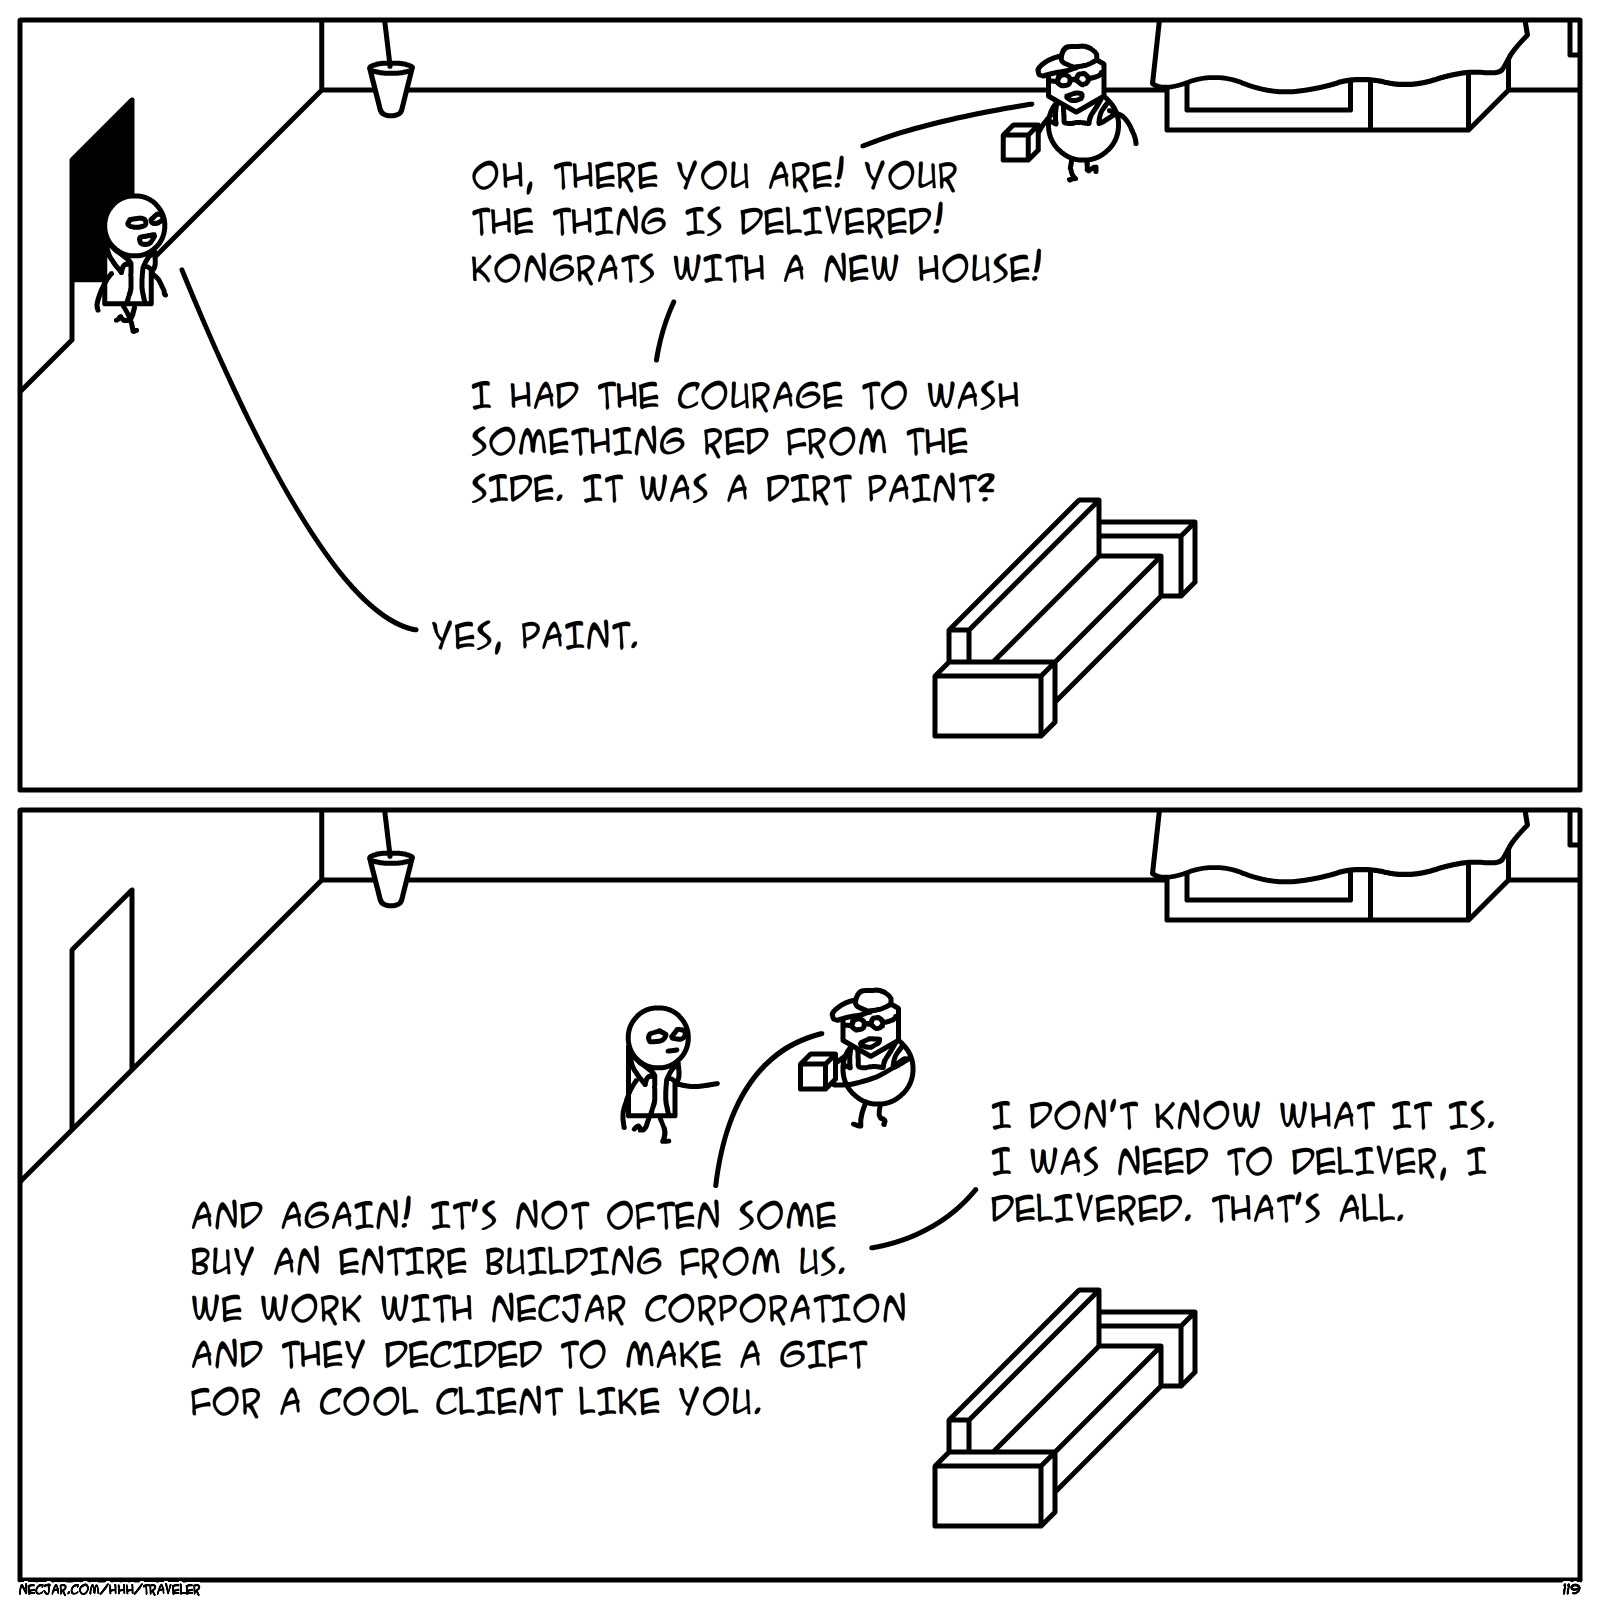 OH, THERE YOU ARE! YOUR
THE THING IS DELIVERED!
KONGRATS WITH A NEW HOUSE!
I HAD THE COURAGE TO WASH
SOMETHING RED FROM THE
SIDE. IT WAS A DIRT PAINT?
YES, PAINT.
AND AGAIN! IT'S NOT OFTEN SOME
BUY AN ENTIRE BUILDING FROM US.
WE WORK WITH NECJAR CORPORATION
AND THEY DECIDED TO MAKE A GIFT
FOR A COOL CLIENT LIKE YOU.
I DON'T KNOW WHAT IT IS.
I WAS NEED TO DELIVER, I
DELIVERED. THAT'S ALL.
NECJAR.COM/HHH/TRAVELER
119